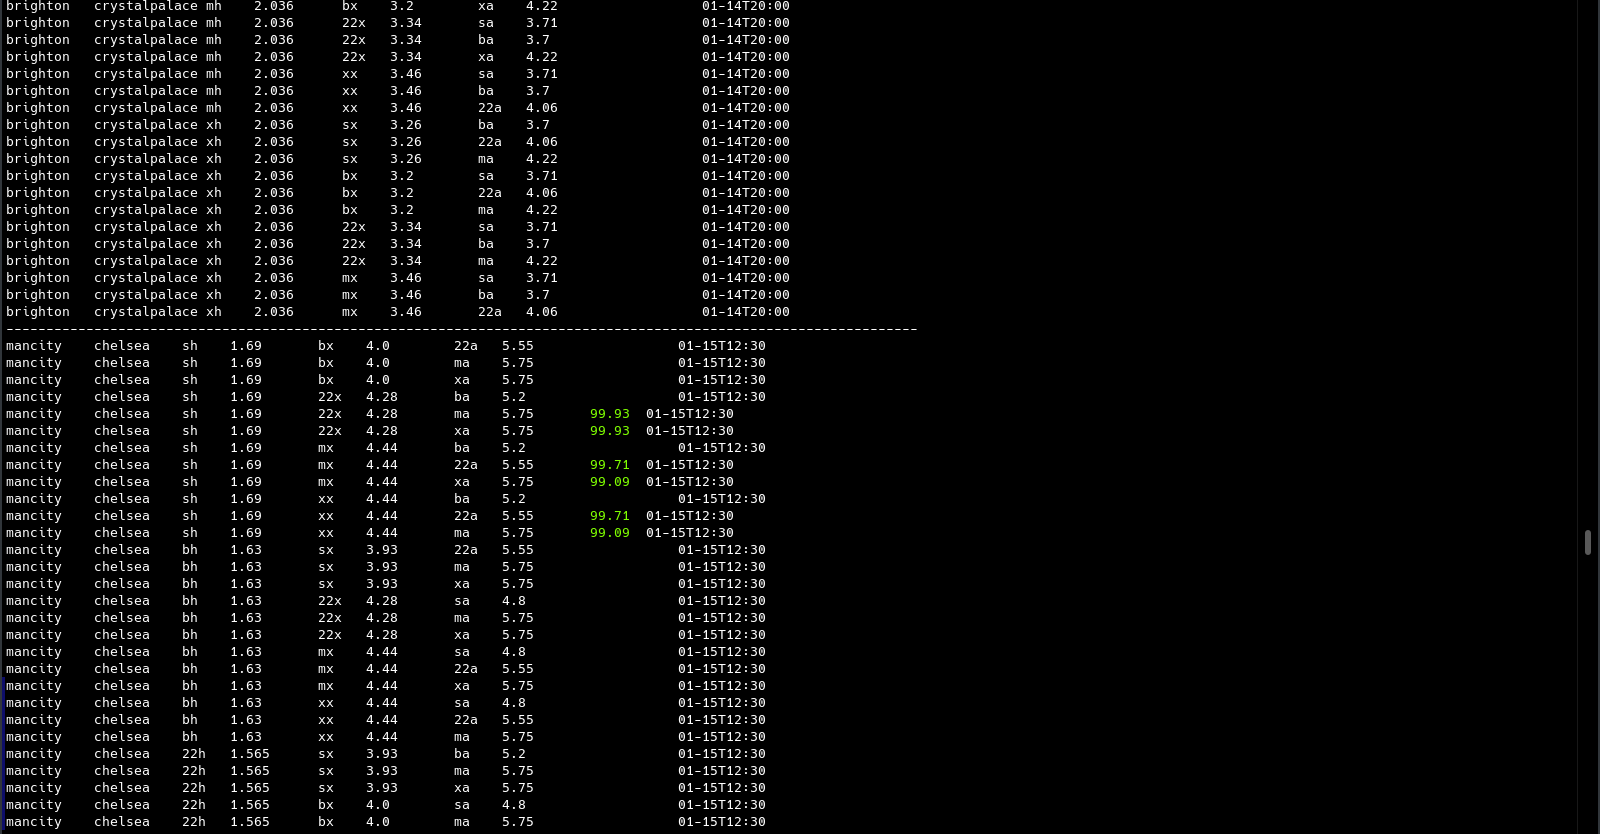 brighton   crystalpalace mh    2.036      bx    3.2        xa    4.22                  01-14T20:00
brighton   crystalpalace mh    2.036      22x   3.34       sa    3.71                  01-14T20:00
brighton   crystalpalace mh    2.036      22x   3.34       ba    3.7                   01-14T20:00
brighton   crystalpalace mh    2.036      22x   3.34       xa    4.22                  01-14T20:00
brighton   crystalpalace mh    2.036      xx    3.46       sa    3.71                  01-14T20:00
brighton   crystalpalace mh    2.036      xx    3.46       ba    3.7                   01-14T20:00
brighton   crystalpalace mh    2.036      xx    3.46       22a   4.06                  01-14T20:00
brighton   crystalpalace xh    2.036      sx    3.26       ba    3.7                   01-14T20:00
brighton   crystalpalace xh    2.036      sx    3.26       22a   4.06                  01-14T20:00
brighton   crystalpalace xh    2.036      sx    3.26       ma    4.22                  01-14T20:00
brighton   crystalpalace xh    2.036      bx    3.2        sa    3.71                  01-14T20:00
brighton   crystalpalace xh    2.036      bx    3.2        22a   4.06                  01-14T20:00
brighton   crystalpalace xh    2.036      bx    3.2        ma    4.22                  01-14T20:00
brighton   crystalpalace xh    2.036      22x   3.34       sa    3.71                  01-14T20:00
brighton   crystalpalace xh    2.036      22x   3.34       ba    3.7                   01-14T20:00
brighton   crystalpalace xh    2.036      22x   3.34       ma    4.22                  01-14T20:00
brighton   crystalpalace xh    2.036      mx    3.46       sa    3.71                  01-14T20:00
brighton   crystalpalace xh    2.036      mx    3.46       ba    3.7                   01-14T20:00
brighton   crystalpalace xh    2.036      mx    3.46       22a   4.06                  01-14T20:00
------------------------------------------------------------------------------------------------------------------
mancity    chelsea    sh    1.69       bx    4.0        22a   5.55                  01-15T12:30
mancity    chelsea    sh    1.69       bx    4.0        ma    5.75                  01-15T12:30
mancity    chelsea    sh    1.69       bx    4.0        xa    5.75                  01-15T12:30
mancity    chelsea    sh    1.69       22x   4.28       ba    5.2                   01-15T12:30
mancity    chelsea    sh    1.69       22x   4.28       ma    5.75       99.93  01-15T12:30
mancity    chelsea    sh    1.69       22x   4.28       xa    5.75       99.93  01-15T12:30
mancity    chelsea    sh    1.69       mx    4.44       ba    5.2                   01-15T12:30
mancity    chelsea    sh    1.69       mx    4.44       22a   5.55       99.71  01-15T12:30
mancity    chelsea    sh    1.69       mx    4.44       xa    5.75       99.09  01-15T12:30
mancity    chelsea    sh    1.69       xx    4.44       ba    5.2                   01-15T12:30
mancity    chelsea    sh    1.69       xx    4.44       22a   5.55       99.71  01-15T12:30
mancity    chelsea    sh    1.69       xx    4.44       ma    5.75       99.09  01-15T12:30
mancity    chelsea    bh    1.63       sx    3.93       22a   5.55                  01-15T12:30
mancity    chelsea    bh    1.63       sx    3.93       ma    5.75                  01-15T12:30
mancity    chelsea    bh    1.63       sx    3.93       xa    5.75                  01-15T12:30
mancity    chelsea    bh    1.63       22x   4.28       sa    4.8                   01-15T12:30
mancity    chelsea    bh    1.63       22x   4.28       ma    5.75                  01-15T12:30
mancity    chelsea    bh    1.63       22x   4.28       xa    5.75                  01-15T12:30
mancity    chelsea    bh    1.63       mx    4.44       sa    4.8                   01-15T12:30
mancity    chelsea    bh    1.63       mx    4.44       22a   5.55                  01-15T12:30
mancity    chelsea    bh    1.63       mx    4.44       xa    5.75                  01-15T12:30
mancity    chelsea    bh    1.63       xx    4.44       sa    4.8                   01-15T12:30
mancity    chelsea    bh    1.63       xx    4.44       22a   5.55                  01-15T12:30
mancity    chelsea    bh    1.63       xx    4.44       ma    5.75                  01-15T12:30
mancity    chelsea    22h   1.565      sx    3.93       ba    5.2                   01-15T12:30
mancity    chelsea    22h   1.565      sx    3.93       ma    5.75                  01-15T12:30
mancity    chelsea    22h   1.565      sx    3.93       xa    5.75                  01-15T12:30
mancity    chelsea    22h   1.565      bx    4.0        sa    4.8                   01-15T12:30
mancity    chelsea    22h   1.565      bx    4.0        ma    5.75                  01-15T12:30